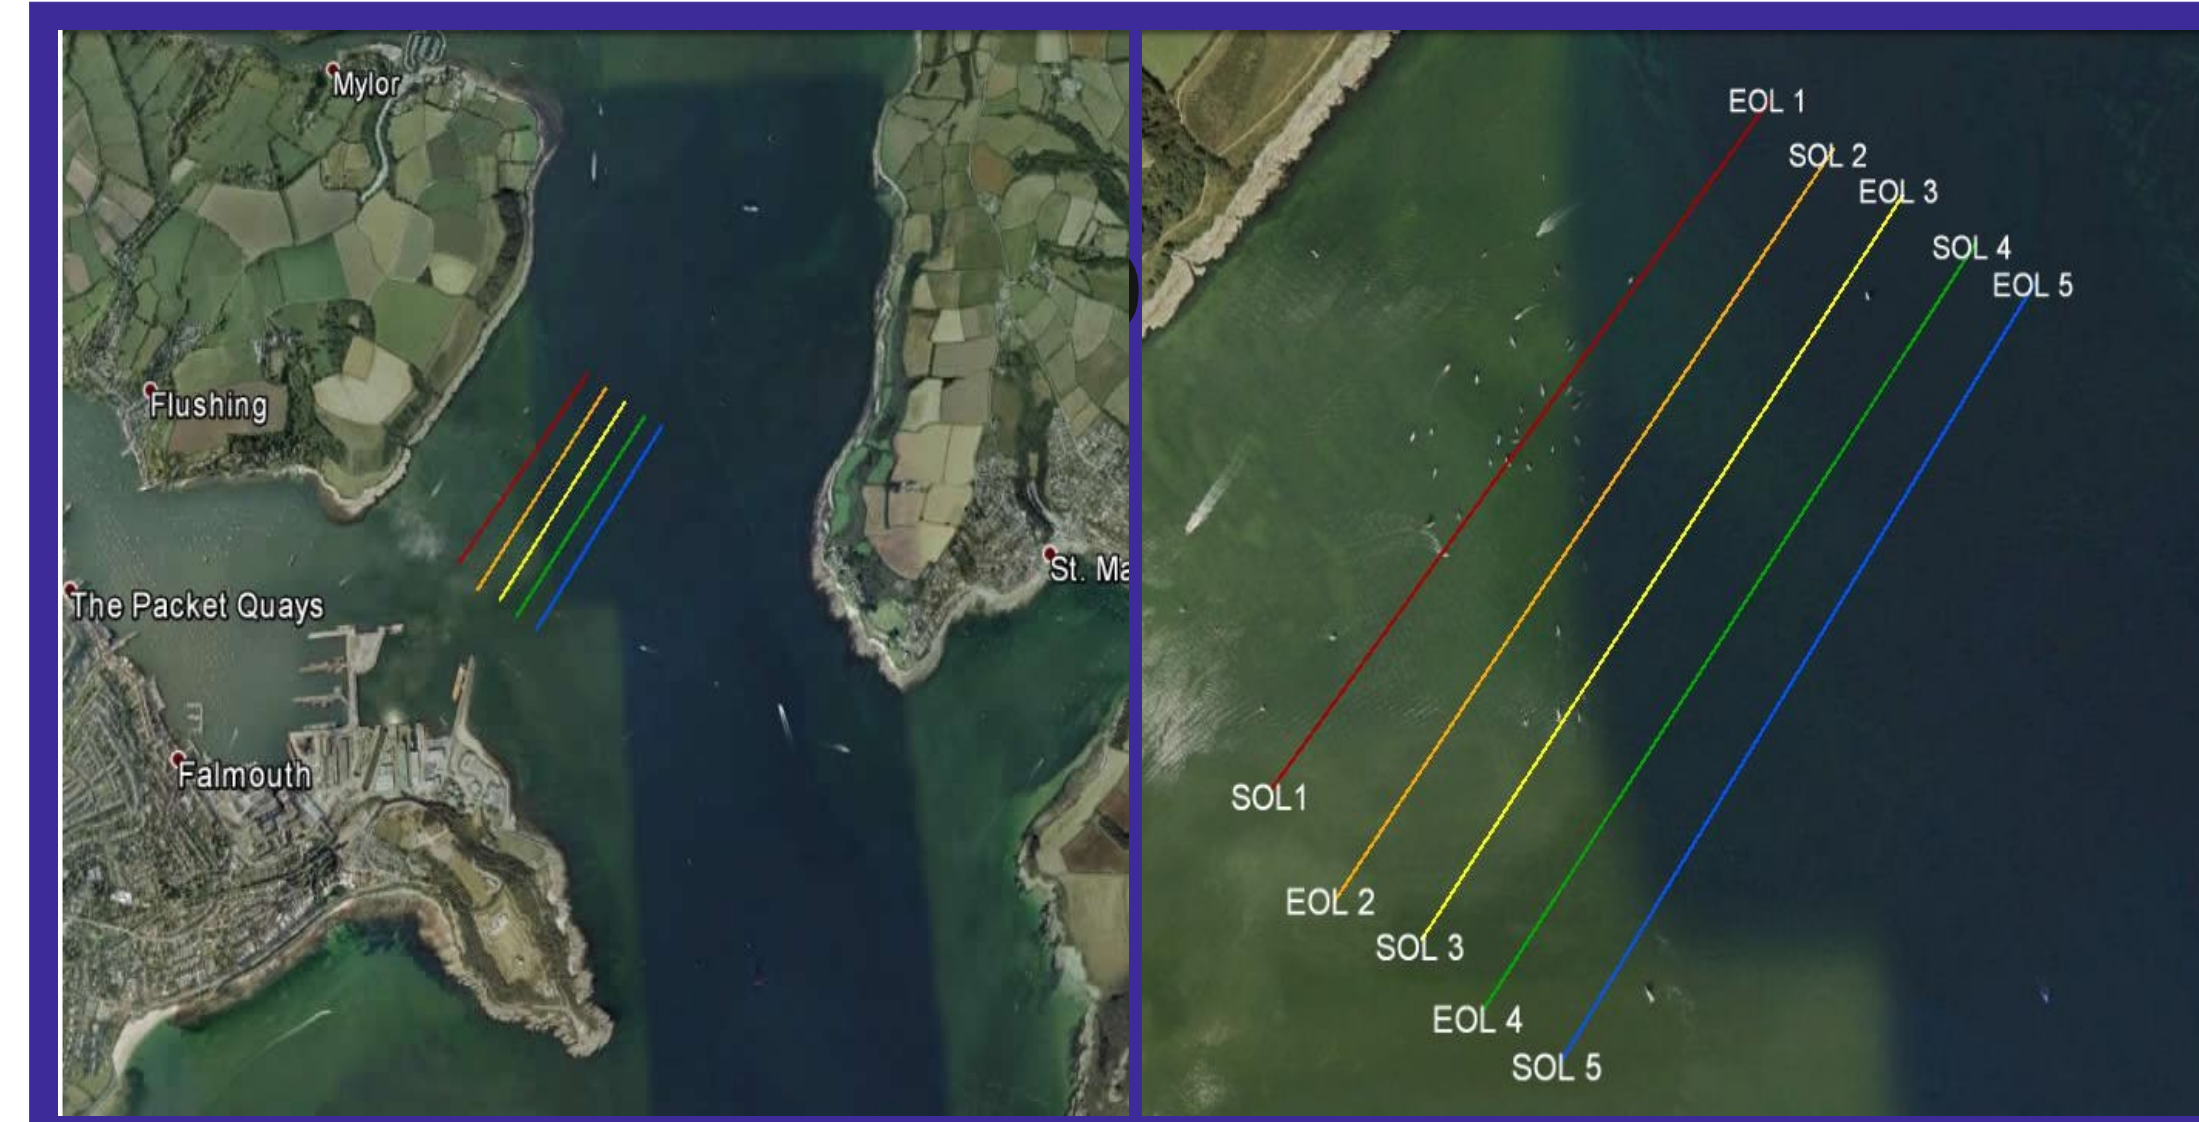 Mylor
Flushing
St. Ma
The Packet Quays
Falmouth
EOL 1
SOL 2
EOL 3
SOL 4
EOL 5
SOL1
EOL 2
SOL 3
EOL 4
SOL 5